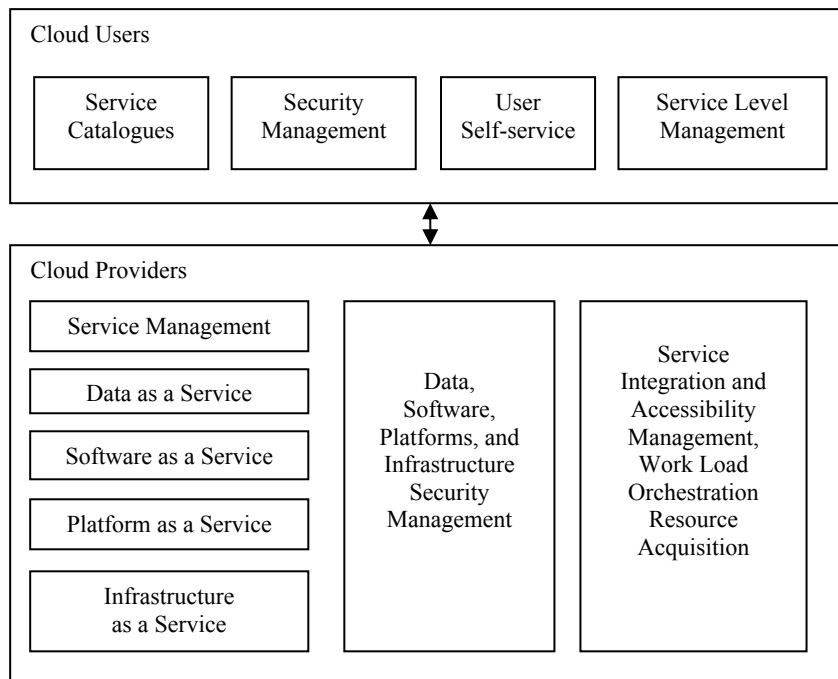 Cloud Users
Service
Catalogues
Security
Management
User
Self-service
Service Level
Management
Cloud Providers
Service Management
Data as a Service
Software as a Service
Platform as a Service
Infrastructure
as a Service
Data,
Software,
Platforms, and
Infrastructure
Security
Management
Service
Integration and
Accessibility
Management,
Work Load
Orchestration
Resource
Acquisition